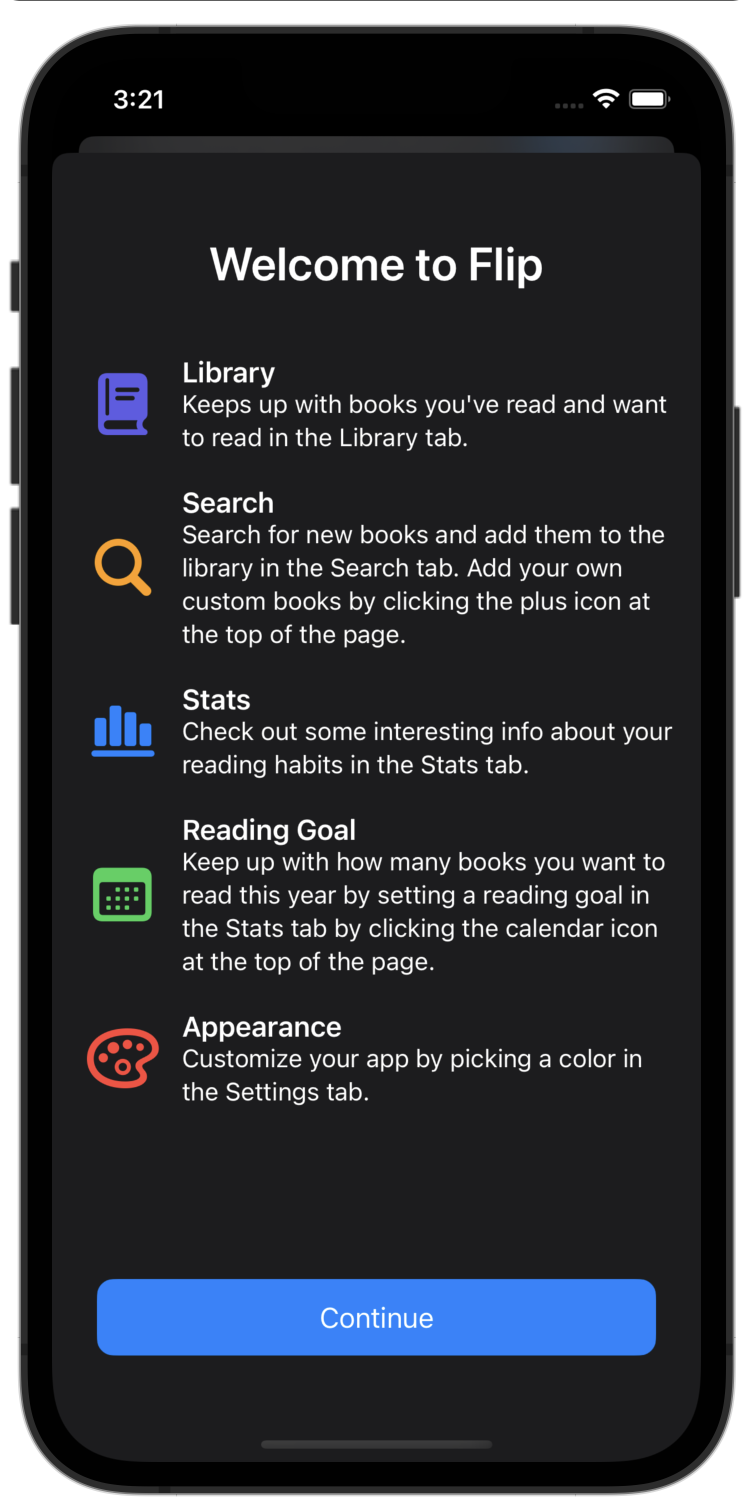 3:21
Welcome to Flip
Library
Keeps up with books you've read and want
to read in the Library tab.
Search
Search for new books and add them to the
library in the Search tab. Add your own
custom books by clicking the plus icon at
the top of the page.
Stats
Check out some interesting info about your
reading habits in the Stats tab.
Reading Goal
Keep up with how many books you want to
read this year by setting a reading goal in
the Stats tab by clicking the calendar icon
at the top of the page.
Appearance
Customize your app by picking a color in
the Settings tab.
Continue